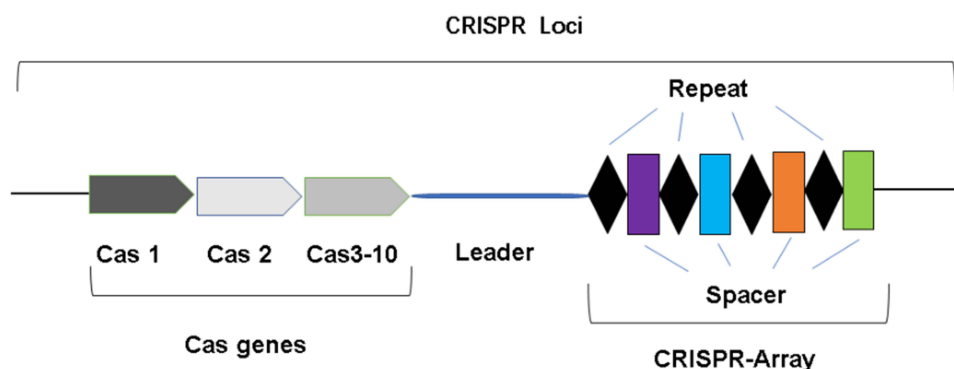 CRISPR Loci
Repeat
Cas 1 Cas 2 Cas3-10 Leader
Spacer
Cas genes
CRISPR-Array